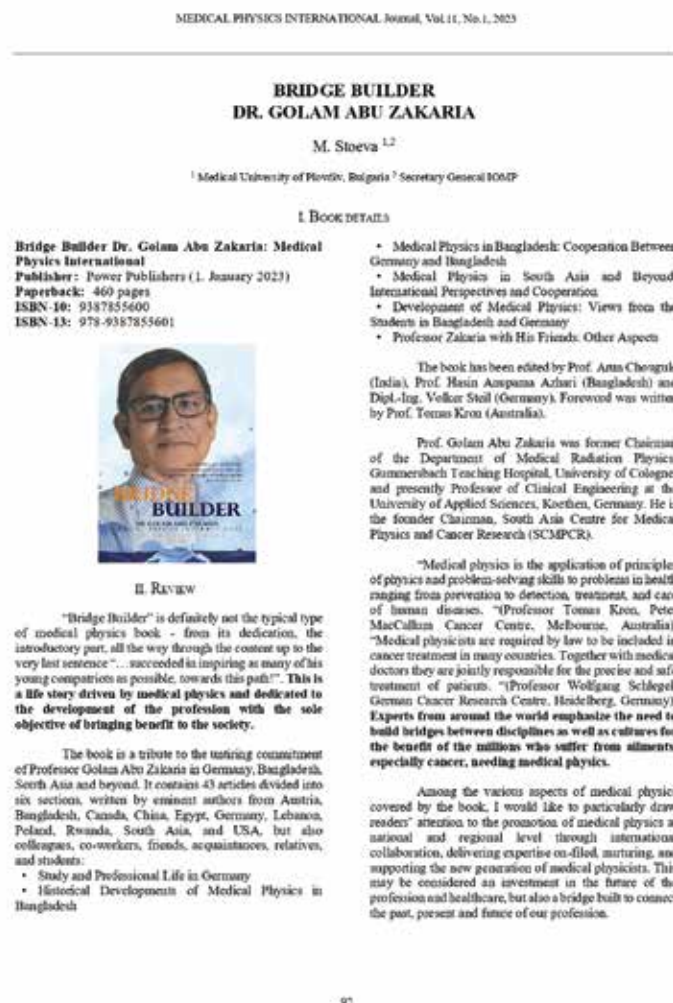 MEDICAL PHYSICS INTERNATIONAL Journal, Vol.11, No.1, 2023
BRIDGE BUILDER
DR. GOLAM ABU ZAKARIA
M. Stoeva 1,2
1 Medical University of Plovdiv, Bulgaria 2 Secretary General IOMP
I. BOOK DETAILS
Bridge Builder Dr. Golam Abu Zakaria: Medical
Physics International
Publisher: Power Publishers (1. January 2023)
Paperback: 460 pages
ISBN-10: 9387855600
ISBN-13: 978-9387855601
BRIDGE
BUILDER
DR GOLAM ABU ZAKARIA
II. REVIEW
"Bridge Builder" is definitely not the typical type
of medical physics book - from its dedication, the
introductory part, all the way through the content up to the
very last sentence "…succeeded in inspiring as many of his
young compatriots as possible, towards this path!". This is
a life story driven by medical physics and dedicated to
the development of the profession with the sole
objective of bringing benefit to the society.
The book is a tribute to the untiring commitment
of Professor Golam Abu Zakaria in Germany, Bangladesh,
South Asia and beyond. It contains 43 articles divided into
six sections, written by eminent authors from Austria,
Bangladesh, Canada, China, Egypt, Germany, Lebanon,
Poland, Rwanda, South Asia, and USA, but also
colleagues, co-workers, friends, acquaintances, relatives,
and students:
• Study and Professional Life in Germany
• Historical Developments of Medical Physics in
Bangladesh
• Medical Physics in Bangladesh: Cooperation Between
Germany and Bangladesh
• Medical Physics in South Asia and Beyond
International Perspectives and Cooperation
• Development of Medical Physics: Views from the
Students in Bangladesh and Germany
• Professor Zakaria with His Friends: Other Aspects
The book has been edited by Prof. Arun Chougule
(India), Prof. Hasin Anupama Azhari (Bangladesh) and
Dipl.-Ing. Volker Steil (Germany). Foreword was written
by Prof. Tomas Kron (Australia).
Prof. Golam Abu Zakaria was former Chairman
of the Department of Medical Radiation Physics
Gummersbach Teaching Hospital, University of Cologne
and presently Professor of Clinical Engineering at the
University of Applied Sciences, Koethen, Germany. He is
the founder Chairman, South Asia Centre for Medical
Physics and Cancer Research (SCMPCR).
"Medical physics is the application of principles
of physics and problem-solving skills to problems in health
ranging from prevention to detection, treatment, and care
of human diseases. "(Professor Tomas Kron, Peter
MacCallum Cancer Centre, Melbourne, Australia)
"Medical physicists are required by law to be included in
cancer treatment in many countries. Together with medical
doctors they are jointly responsible for the precise and safe
treatment of patients. "(Professor Wolfgang Schlegel
German Cancer Research Centre, Heidelberg, Germany)
Experts from around the world emphasize the need to
build bridges between disciplines as well as cultures for
the benefit of the millions who suffer from ailments
especially cancer, needing medical physics.
Among the various aspects of medical physics
covered by the book, I would like to particularly draw
readers' attention to the promotion of medical physics at
national and regional level through international
collaboration, delivering expertise on-filed, nurturing, and
supporting the new generation of medical physicists. This
may be considered an investment in the future of the
profession and healthcare, but also a bridge built to connect
the past, present and future of our profession.